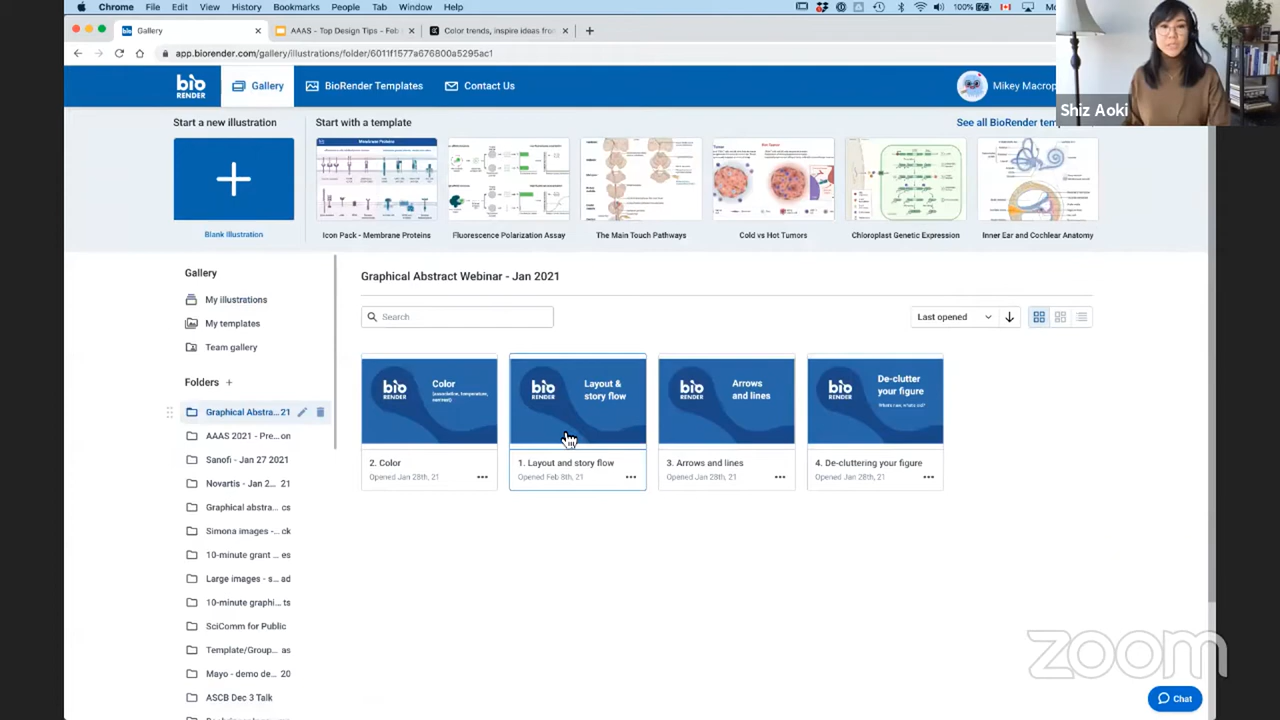 Chrome File Edit View History Bookmarks People Tab Window Help 100%
Gallery
AAAS - Top Design Tips - Feb
Color trends, inspire ideas from
app.biorender.com/gallery/illustrations/folder/6011f1577a676800a5295ac1
bio
RENDER
Gallery
BioRender Templates
Contact Us
Mikey Macrop
Shiz Aoki
Start a new illustration
Start with a template
See all BioRender
Blank Illustration
Membrane Proteins
Tumor
Icon Pack - Membrane Proteins
Fluorescence Polarization Assay
The Main Touch Pathways
Cold vs Hot Tumors
Chloroplast Genetic Expression
Inner Ear and Cochlear Anatomy
Gallery
My illustrations
My templates
Team gallery
Folders +
Graphical Abstra... 21
AAAS 2021 - Pre... on
Sanofi - Jan 27 2021
Novartis - Jan 2... 21
Graphical abstra... cs
Simona images -... ck
10-minute grant ... es
Large images - s... ad
10-minute graphi... ts
SciComm for Public
Template/Group... as
Mayo - demo de... 20
ASCB Dec 3 Talk
Graphical Abstract Webinar - Jan 2021
Search
Last opened
bio
RENDER
Color
(associative, temperature,
contrast)
2. Color
Opened Jan 28th, 21
bio
RENDER
Layout &
story flow
1. Layout and story flow
Opened Feb 8th, 21
bio
RENDER
Arrows
and lines
3. Arrows and lines
Opened Jan 28th, 21
bio
RENDER
De-clutter
your figure
4. De-cluttering your figure
Opened Jan 28th, 21
zoom
Chat